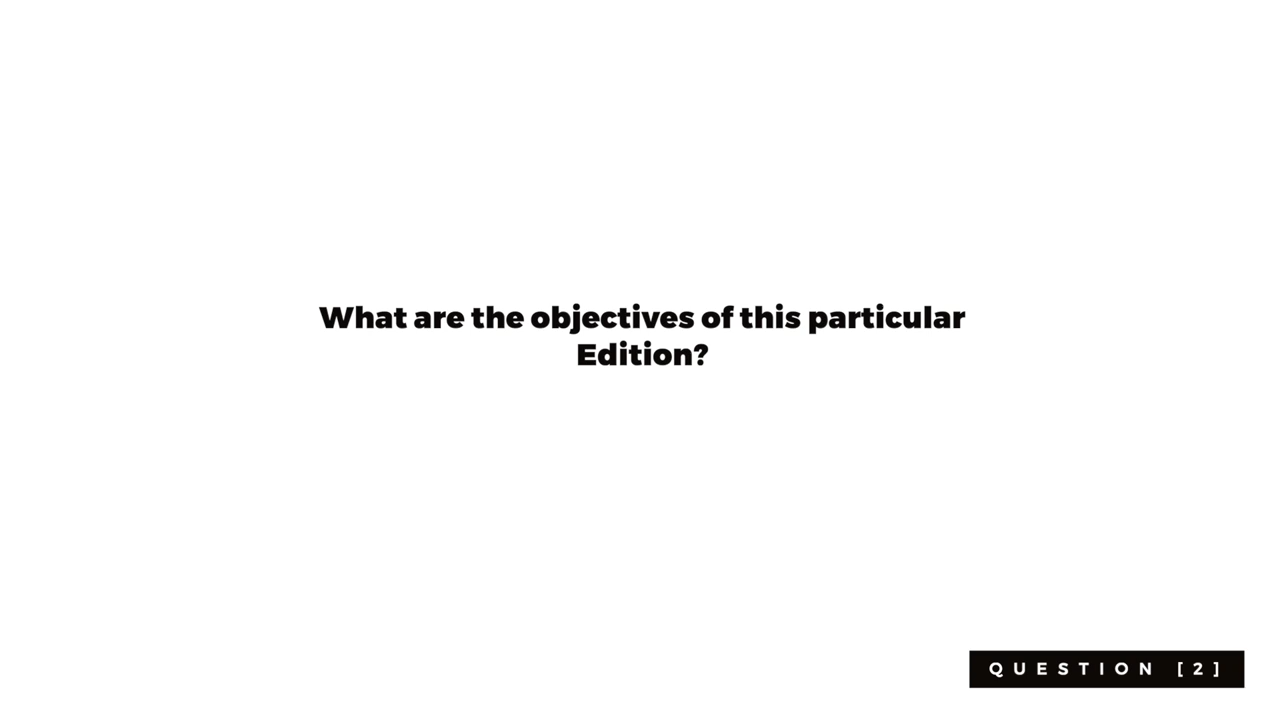 What are the objectives of this particular
Edition?
QUESTION [2]